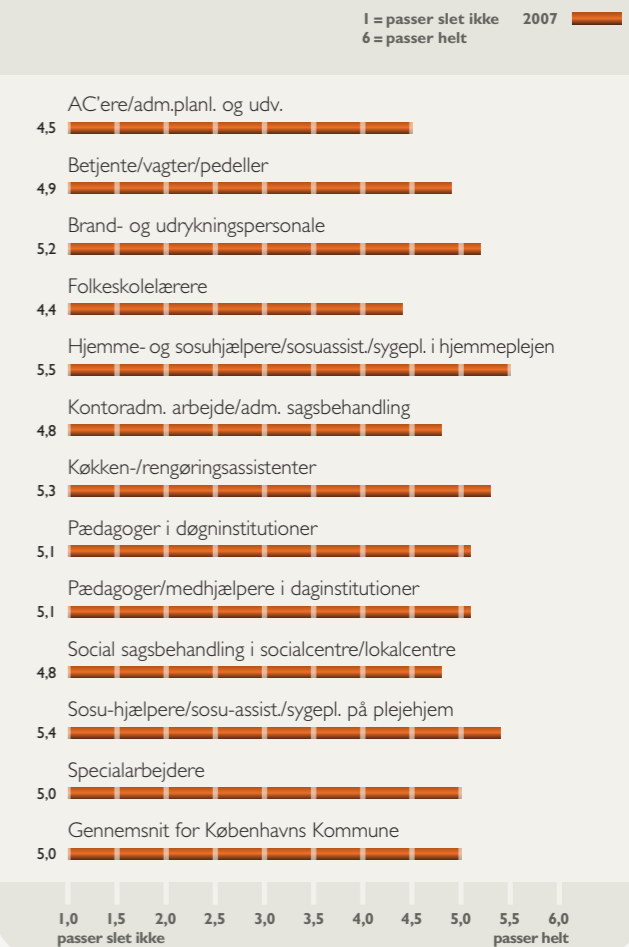 1 = passer slet ikke 2007
6 = passer helt
AC’ere/adm.planl. og udv.
4,5
Betjente/vagter/pedeller
4,9
Brand- og udrykningspersonale
5,2
Folkeskolelærere
4,4
Hjemme- og sosuhjælpere/sosuassist./sygepl. i hjemmeplejen
5,5
Kontoradm. arbejde/adm. sagsbehandling
4,8
Køkken-/rengøringsassistenter
5,3
Pædagoger i døgninstitutioner
5,1
Pædagoger/medhjælpere i daginstitutioner
5,1
Social sagsbehandling i socialcentre/lokalcentre
4,8
Sosu-hjælpere/sosu-assist./sygepl. på plejehjem
5,4
Specialarbejdere
5,0
Gennemsnit for Københavns Kommune
5,0
1,0 1,5 2,0 2,5 3,0 3,5 4,0 4,5 5,0 5,5 6,0
passer slet ikke passer helt